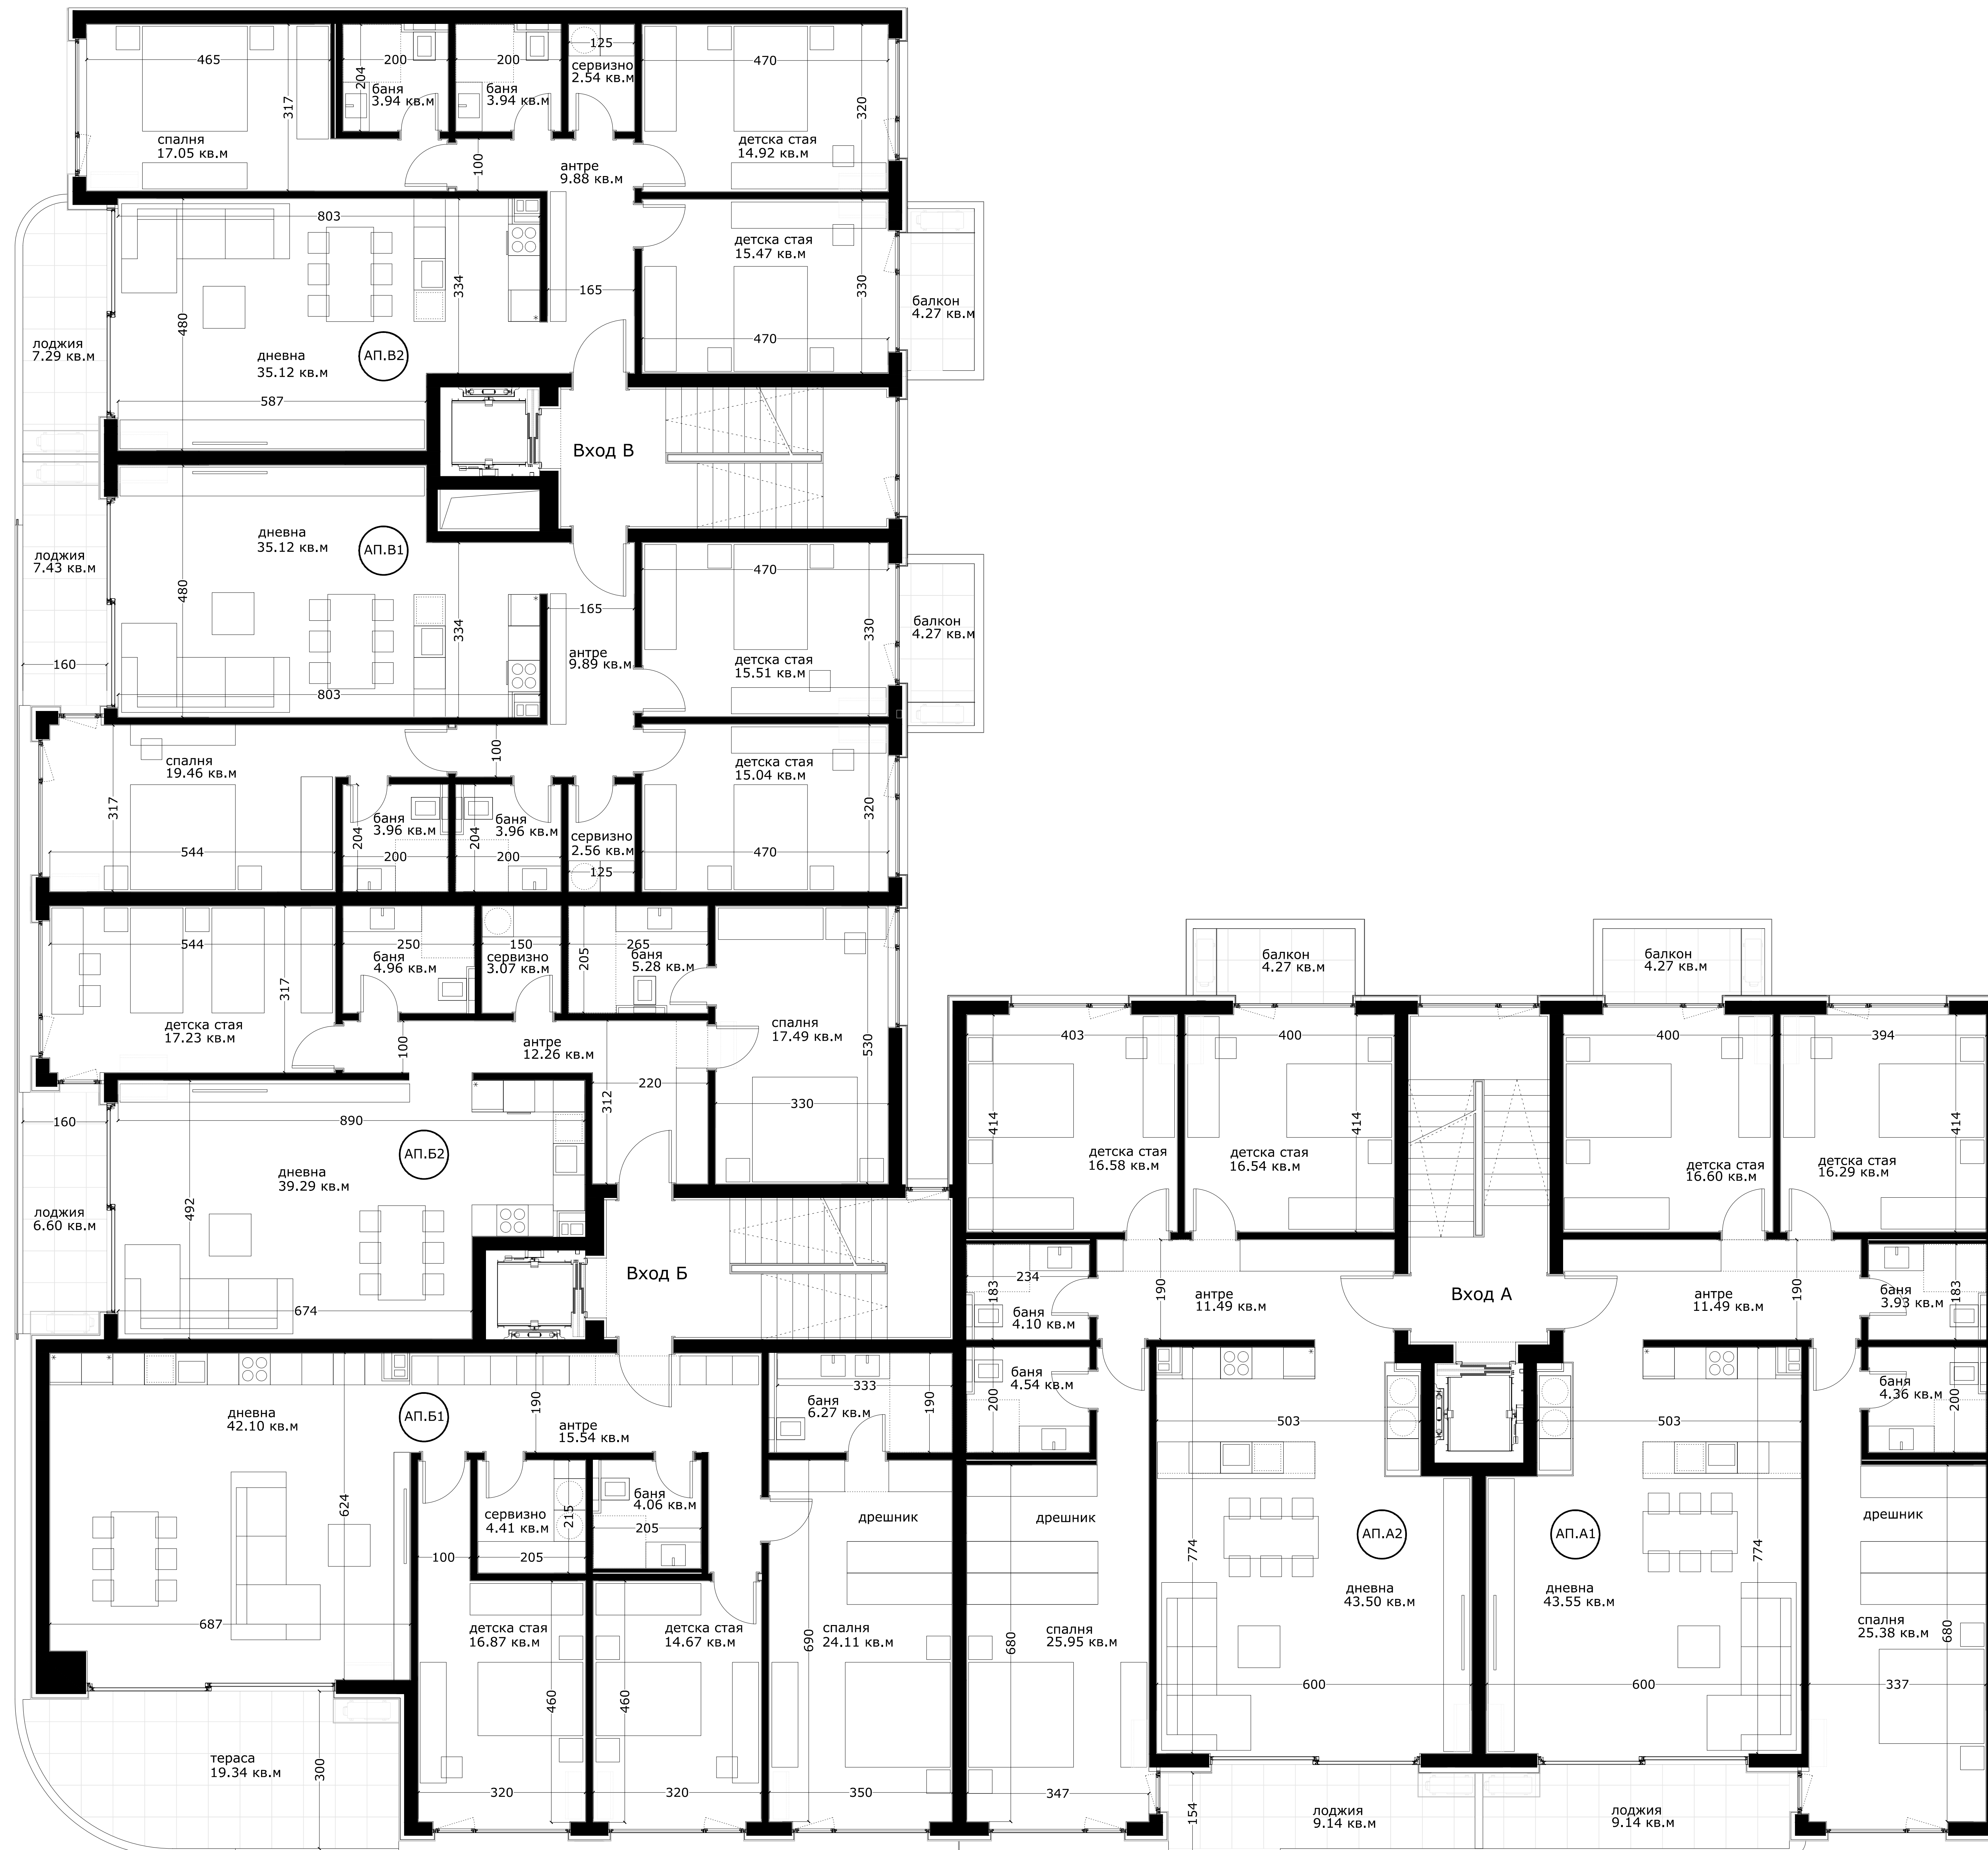 465
200
200
125
470
204
317
320
баня
3.94 кв.м
баня
3.94 кв.м
сервизно
2.54 кв.м
спалня
17.05 кв.м
детска стая
14.92 кв.м
100
антре
9.88 кв.м
803
334
480
165
детска стая
15.47 кв.м
330
470
балкон
4.27 кв.м
лоджия
7.29 кв.м
дневна
35.12 кв.м
АП.В2
587
Вход В
дневна
35.12 кв.м
АП.В1
лоджия
7.43 кв.м
480
334
165
470
330
балкон
4.27 кв.м
антре
9.89 кв.м
детска стая
15.51 кв.м
160
803
спалня
19.46 кв.м
100
детска стая
15.04 кв.м
317
204
204
320
баня
3.96 кв.м
баня
3.96 кв.м
сервизно
2.56 кв.м
544
200
200
125
470
544
250
150
265
205
317
баня
4.96 кв.м
сервизно
3.07 кв.м
баня
5.28 кв.м
детска стая
17.23 кв.м
100
антре
12.26 кв.м
спалня
17.49 кв.м
530
220
312
330
160
890
АП.Б2
дневна
39.29 кв.м
492
лоджия
6.60 кв.м
674
Вход Б
балкон
4.27 кв.м
балкон
4.27 кв.м
403
400
400
394
414
414
414
детска стая
16.58 кв.м
детска стая
16.54 кв.м
детска стая
16.60 кв.м
детска стая
16.29 кв.м
234
183
190
190
183
баня
4.10 кв.м
антре
11.49 кв.м
Вход А
антре
11.49 кв.м
баня
3.93 кв.м
баня
4.54 кв.м
200
баня
4.36 кв.м
200
503
503
дневна
42.10 кв.м
АП.Б1
190
антре
15.54 кв.м
333
баня
6.27 кв.м
190
624
сервизно
4.41 кв.м
215
баня
4.06 кв.м
205
100
205
дрешник
дрешник
дрешник
АП.А2
АП.А1
774
774
дневна
43.50 кв.м
дневна
43.55 кв.м
687
детска стая
16.87 кв.м
детска стая
14.67 кв.м
спалня
24.11 кв.м
690
спалня
25.95 кв.м
680
спалня
25.38 кв.м
680
460
460
600
600
337
тераса
19.34 кв.м
300
320
320
350
347
154
лоджия
9.14 кв.м
лоджия
9.14 кв.м